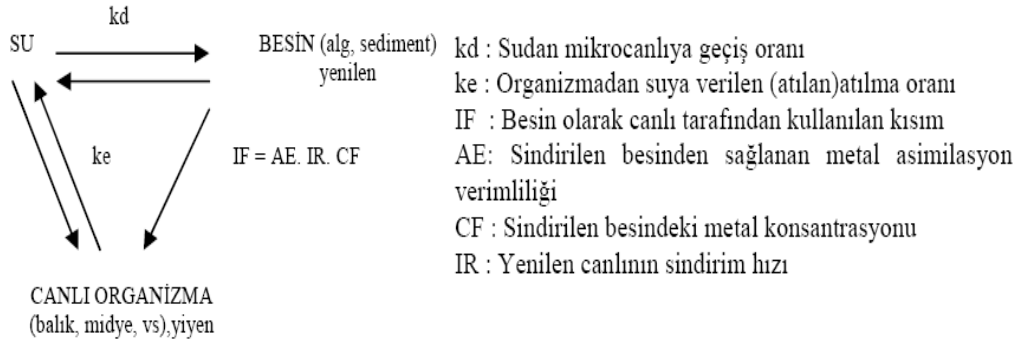 kd
SU
BESİN (alg, sediment)
yenilen
ke
IF = AE. IR. CF
CANLI ORGANİZMA
(balık, midye, vs),yiyen
kd : Sudan mikrocanlıya geçiş oranı
ke : Organizmadan suya verilen (atılan)atılma oranı
IF : Besin olarak canlı tarafından kullanılan kısım
AE: Sindirilen besinden sağlanan metal asimilasyon
verimliliği
CF : Sindirilen besindeki metal konsantrasyonu
IR : Yenilen canlının sindirim hızı